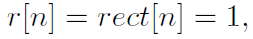 r[n] = rect[n] = 1,